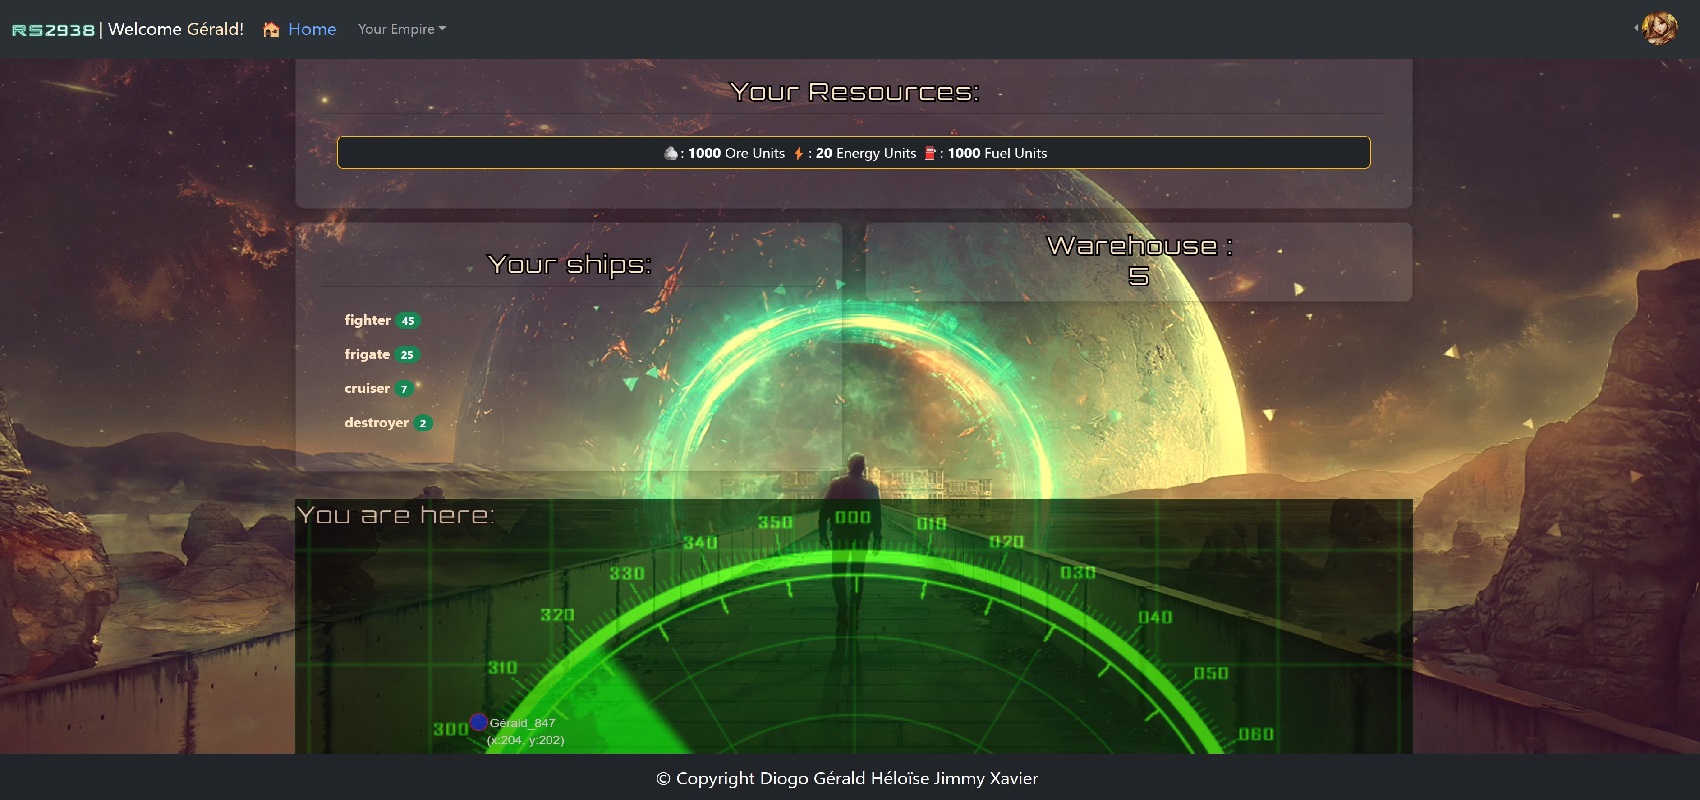 RS2938 | Welcome Gérald! Home Your Empire
Your Resources:
: 1000 Ore Units : 20 Energy Units : 1000 Fuel Units
Your ships:
Warehouse :
5
fighter 45
frigate 25
cruiser 7
destroyer 2
You are here:
350 000 010
340 020
330 030
320 040
310 050
300 Gérald_847 060
(x:204, y:202)
© Copyright Diogo Gérald Héloïse Jimmy Xavier